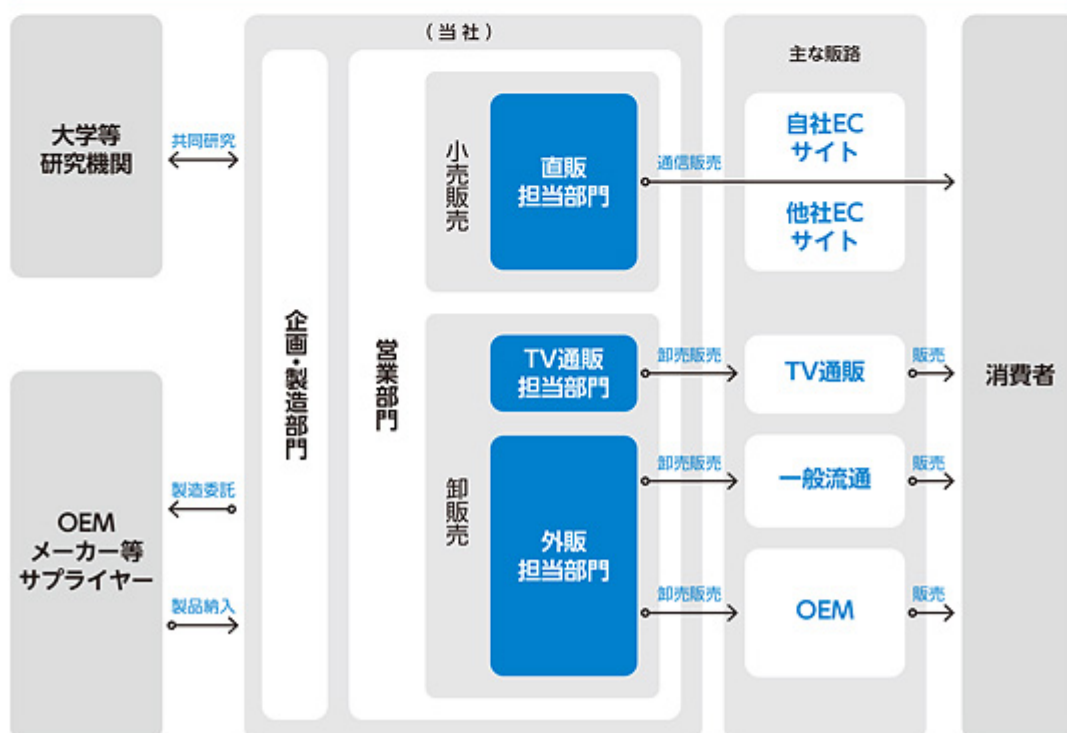 （当社）
主な販路
大学等
研究機関
共同研究
企画・製造部門
営業部門
小売販売
直販
担当部門
通信販売
自社EC
サイト
他社EC
サイト
消費者
卸販売
TV通販
担当部門
卸売販売
TV通販
販売
外販
担当部門
卸売販売
一般流通
販売
卸売販売
OEM
販売
OEM
メーカー等
サプライヤー
製造委託
製品納入